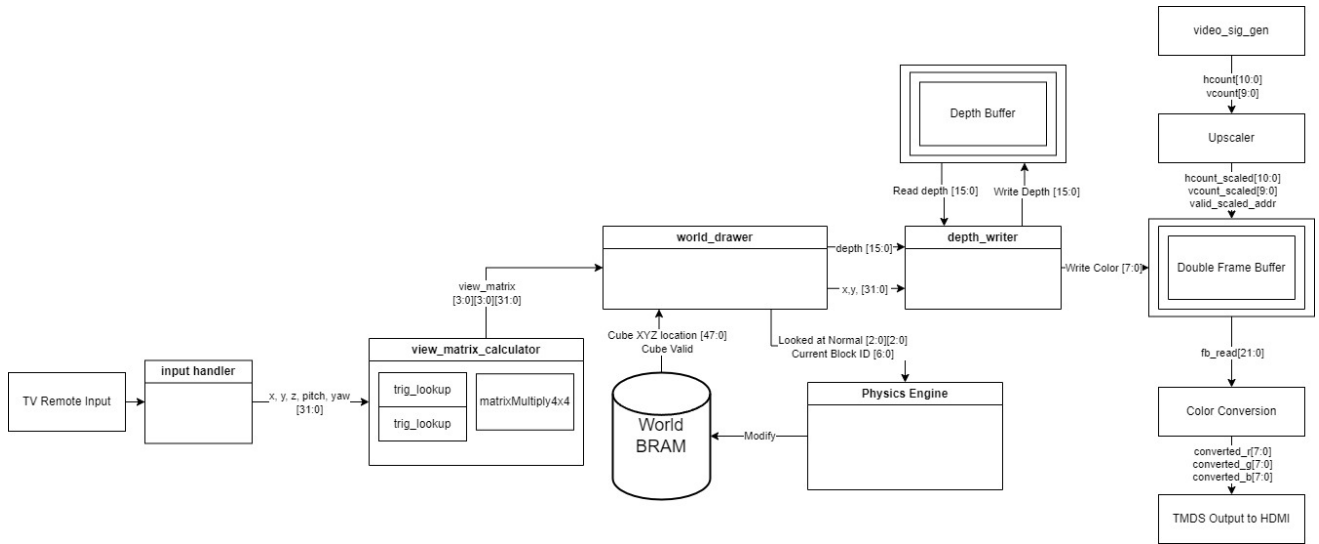 video_sig_gen
hcount[10:0]
vcount[9:0]
Depth Buffer
Upscaler
Read depth [15:0]
Write Depth [15:0]
hcount_scaled[10:0]
vcount_scaled[9:0]
valid_scaled_addr
world_drawer
depth_writer
depth [15:0]
Write Color [7:0]
Double Frame Buffer
view_matrix
[3:0][3:0][31:0]
x,y, [31:0]
Cube XYZ location [47:0]
Cube Valid
Looked at Normal [2:0][2:0]
Current Block ID [6:0]
view_matrix_calculator
fb_read[21:0]
input handler
TV Remote Input
x, y, z, pitch, yaw
[31:0]
trig_lookup
trig_lookup
matrixMultiply4x4
World
BRAM
Modify
Physics Engine
Color Conversion
converted_r[7:0]
converted_g[7:0]
converted_b[7:0]
TMDS Output to HDMI